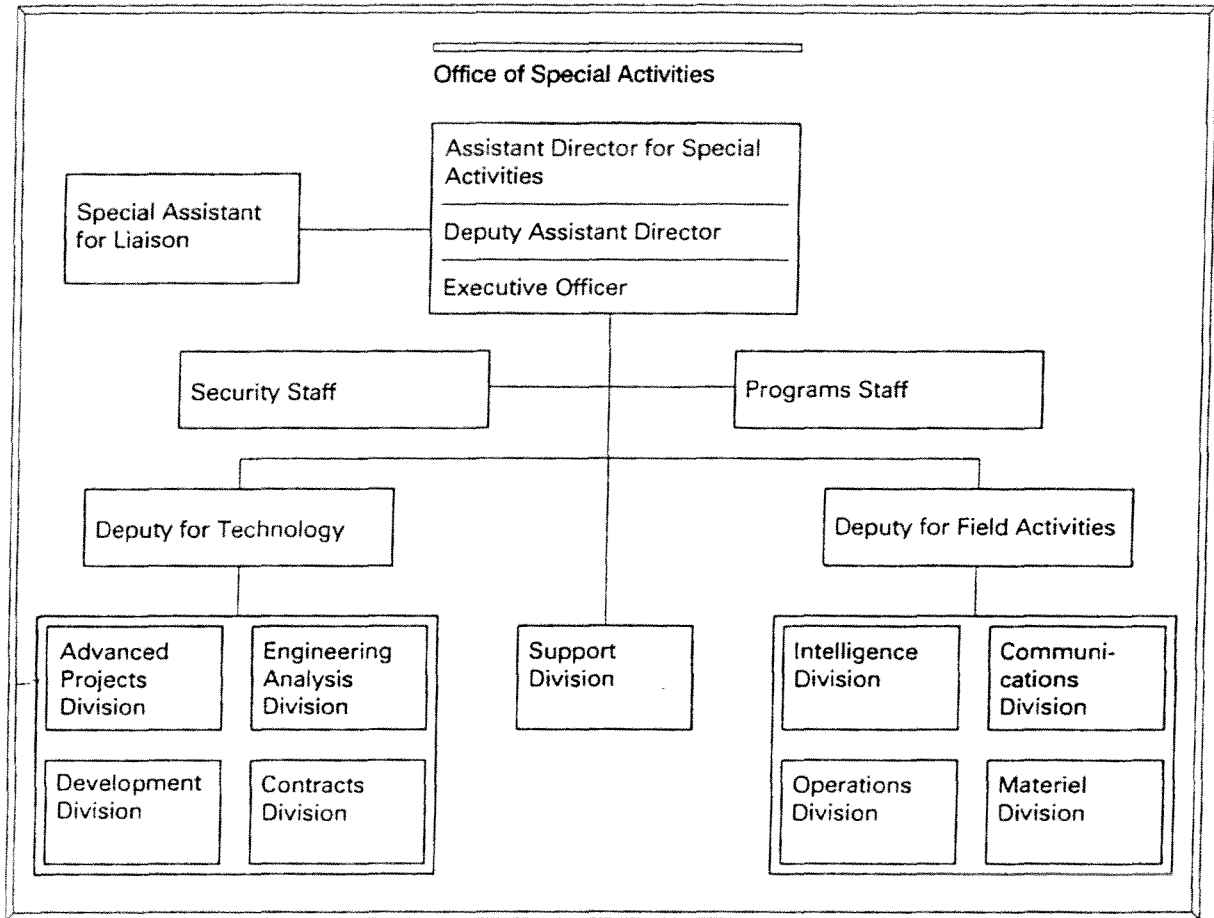 Office of Special Activities
Assistant Director for Special
Activities
Special Assistant
for Liaison
Deputy Assistant Director
Executive Officer
Security Staff
Programs Staff
Deputy for Technology
Deputy for Field Activities
Advanced
Projects
Division
Engineering
Analysis
Division
Support
Division
Intelligence
Division
Communi-
cations
Division
Development
Division
Contracts
Division
Operations
Division
Materiel
Division